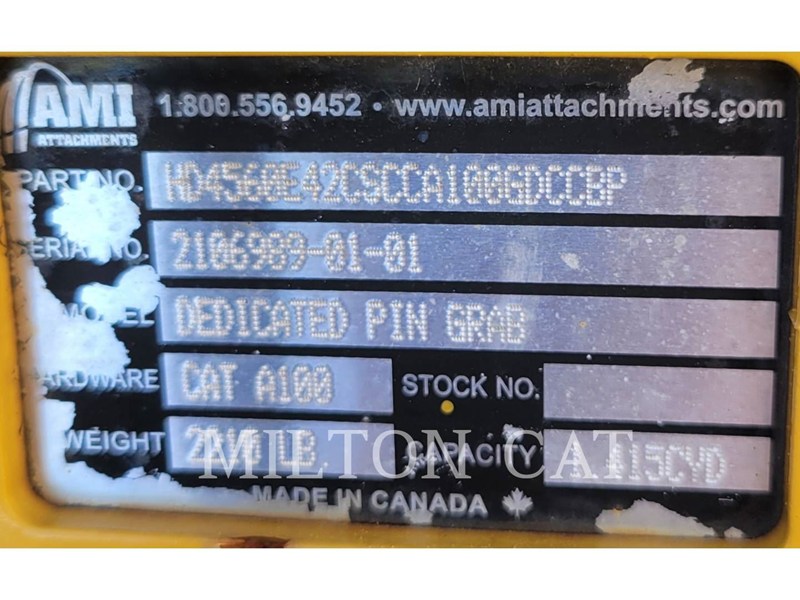 AMI 1.800.556.9452 • www.amiattachments.com
ATTACHMENTS
PART NO. HD4560E42CSCCA100GDCCBP
SERIAL NO. 2106989-01-01
MODEL DEDICATED PIN GRAB
HARDWARE CAT A100 STOCK NO.
WEIGHT LB CAPACITY
MILTON CAT
MADE IN CANADA